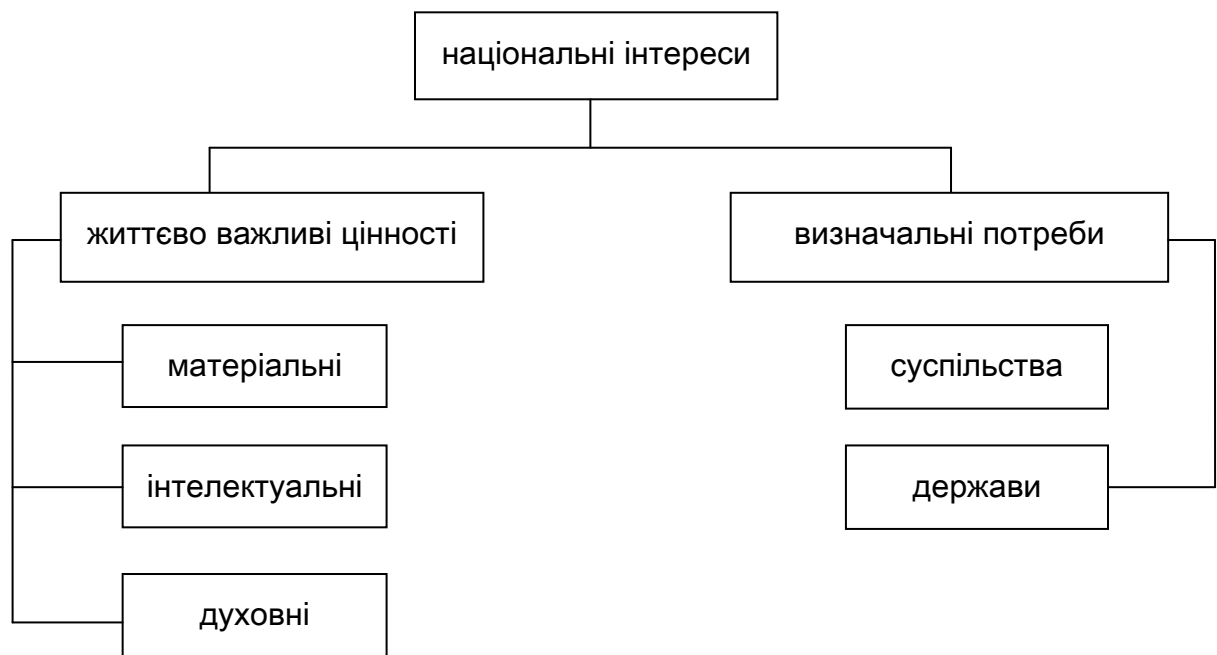 національні інтереси
життєво важливі цінності
визначальні потреби
матеріальні
суспільства
інтелектуальні
держави
духовні